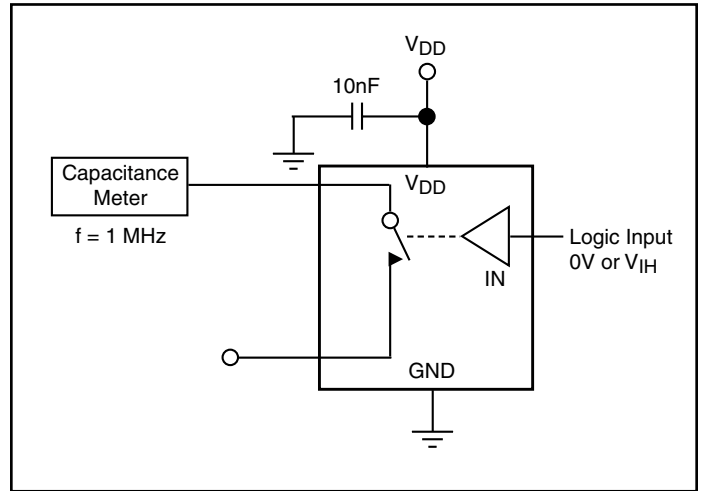 VDD
10nF
Capacitance
Meter
f = 1 MHz
VDD
IN
Logic Input
0V or VIH
GND